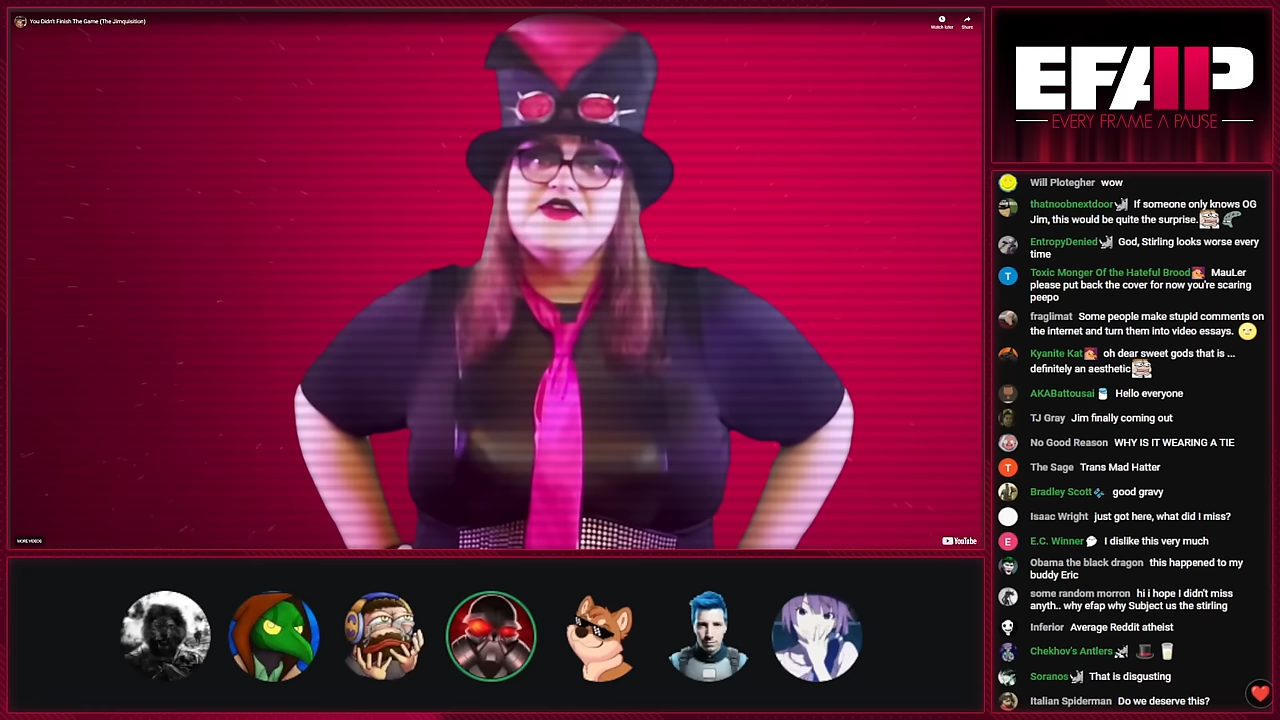 You Didn't Finish The Game (The Jimquisition)
Watch later
Share
MORE VIDEOS
YouTube
EFAP
EVERY FRAME A PAUSE
Will Plotegher wow
thatnoobnextdoor If someone only knows OG
Jim, this would be quite the surprise.
EntropyDenied God, Stirling looks worse every
time
Toxic Monger Of the Hateful Brood MauLer
please put back the cover for now you're scaring
peepo
fraglimat Some people make stupid comments on
the internet and turn them into video essays.
Kyanite Kat oh dear sweet gods that is ...
definitely an aesthetic
AKABattousai Hello everyone
TJ Gray Jim finally coming out
No Good Reason WHY IS IT WEARING A TIE
T
The Sage Trans Mad Hatter
Bradley Scott good gravy
Isaac Wright just got here, what did I miss?
E
E.C. Winner I dislike this very much
Obama the black dragon this happened to my
buddy Eric
some random morron hi i hope I didn't miss
anyth.. why efap why Subject us the stirling
Inferior Average Reddit atheist
Chekhov's Antlers
Soranos That is disgusting
Italian Spiderman Do we deserve this?